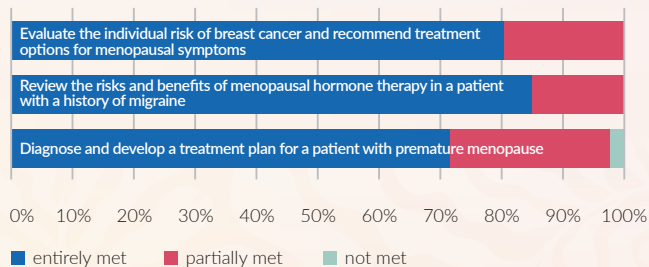 Evaluate the individual risk of breast cancer and recommend treatment
options for menopausal symptoms
Review the risks and benefits of menopausal hormone therapy in a patient
with a history of migraine
Diagnose and develop a treatment plan for a patient with premature menopause
0% 10% 20% 30% 40% 50% 60% 70% 80% 90% 100%
entirely met partially met not met